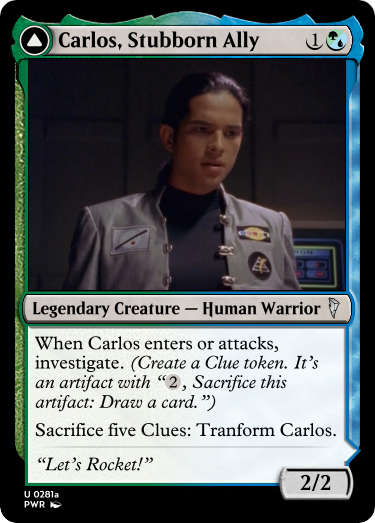 Carlos, Stubborn Ally 1
Legendary Creature — Human Warrior
When Carlos enters or attacks,
investigate. (Create a Clue token. It's
an artifact with “2, Sacrifice this
artifact: Draw a card.”)
Sacrifice five Clues: Tranform Carlos.
“Let's Rocket!”
2/2
U 0281a
PWR